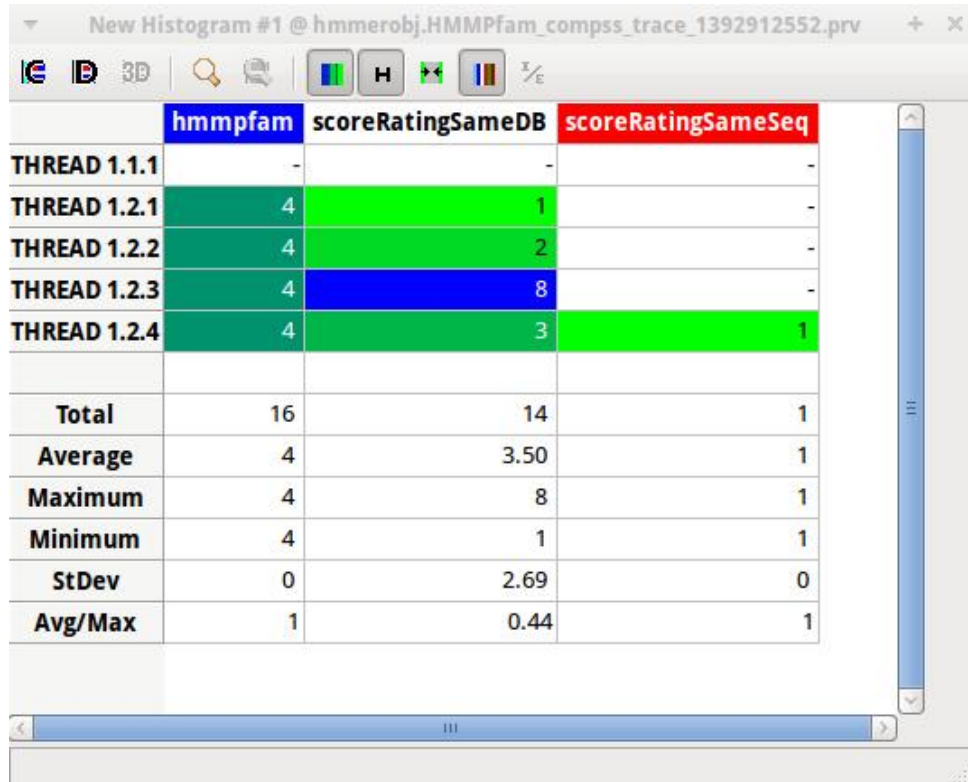 New Histogram #1 @ hmmerobj.HMMPfam_compss_trace_1392912552.prv
3D H I/E
hmmpfam scoreRatingSameDB scoreRatingSameSeq
THREAD 1.1.1 - - -
THREAD 1.2.1 4 1 -
THREAD 1.2.2 4 2 -
THREAD 1.2.3 4 8 -
THREAD 1.2.4 4 3 1
Total 16 14 1
Average 4 3.50 1
Maximum 4 8 1
Minimum 4 1 1
StDev 0 2.69 0
Avg/Max 1 0.44 1